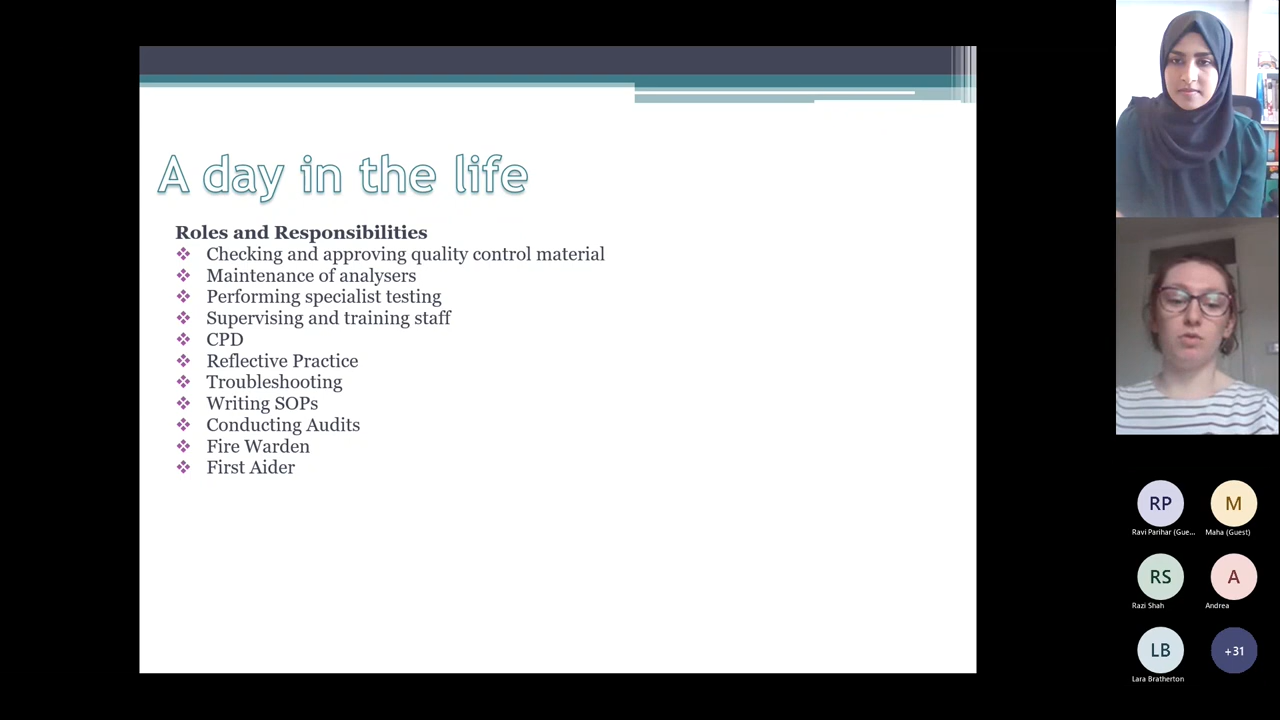 A day in the life
Roles and Responsibilities
Checking and approving quality control material
Maintenance of analysers
Performing specialist testing
Supervising and training staff
CPD
Reflective Practice
Troubleshooting
Writing SOPs
Conducting Audits
Fire Warden
First Aider
RP
M
Ravi Parihar (Gue...
Maha (Guest)
RS
A
Razi Shah
Andrea
LB
+31
Lara Bratherton